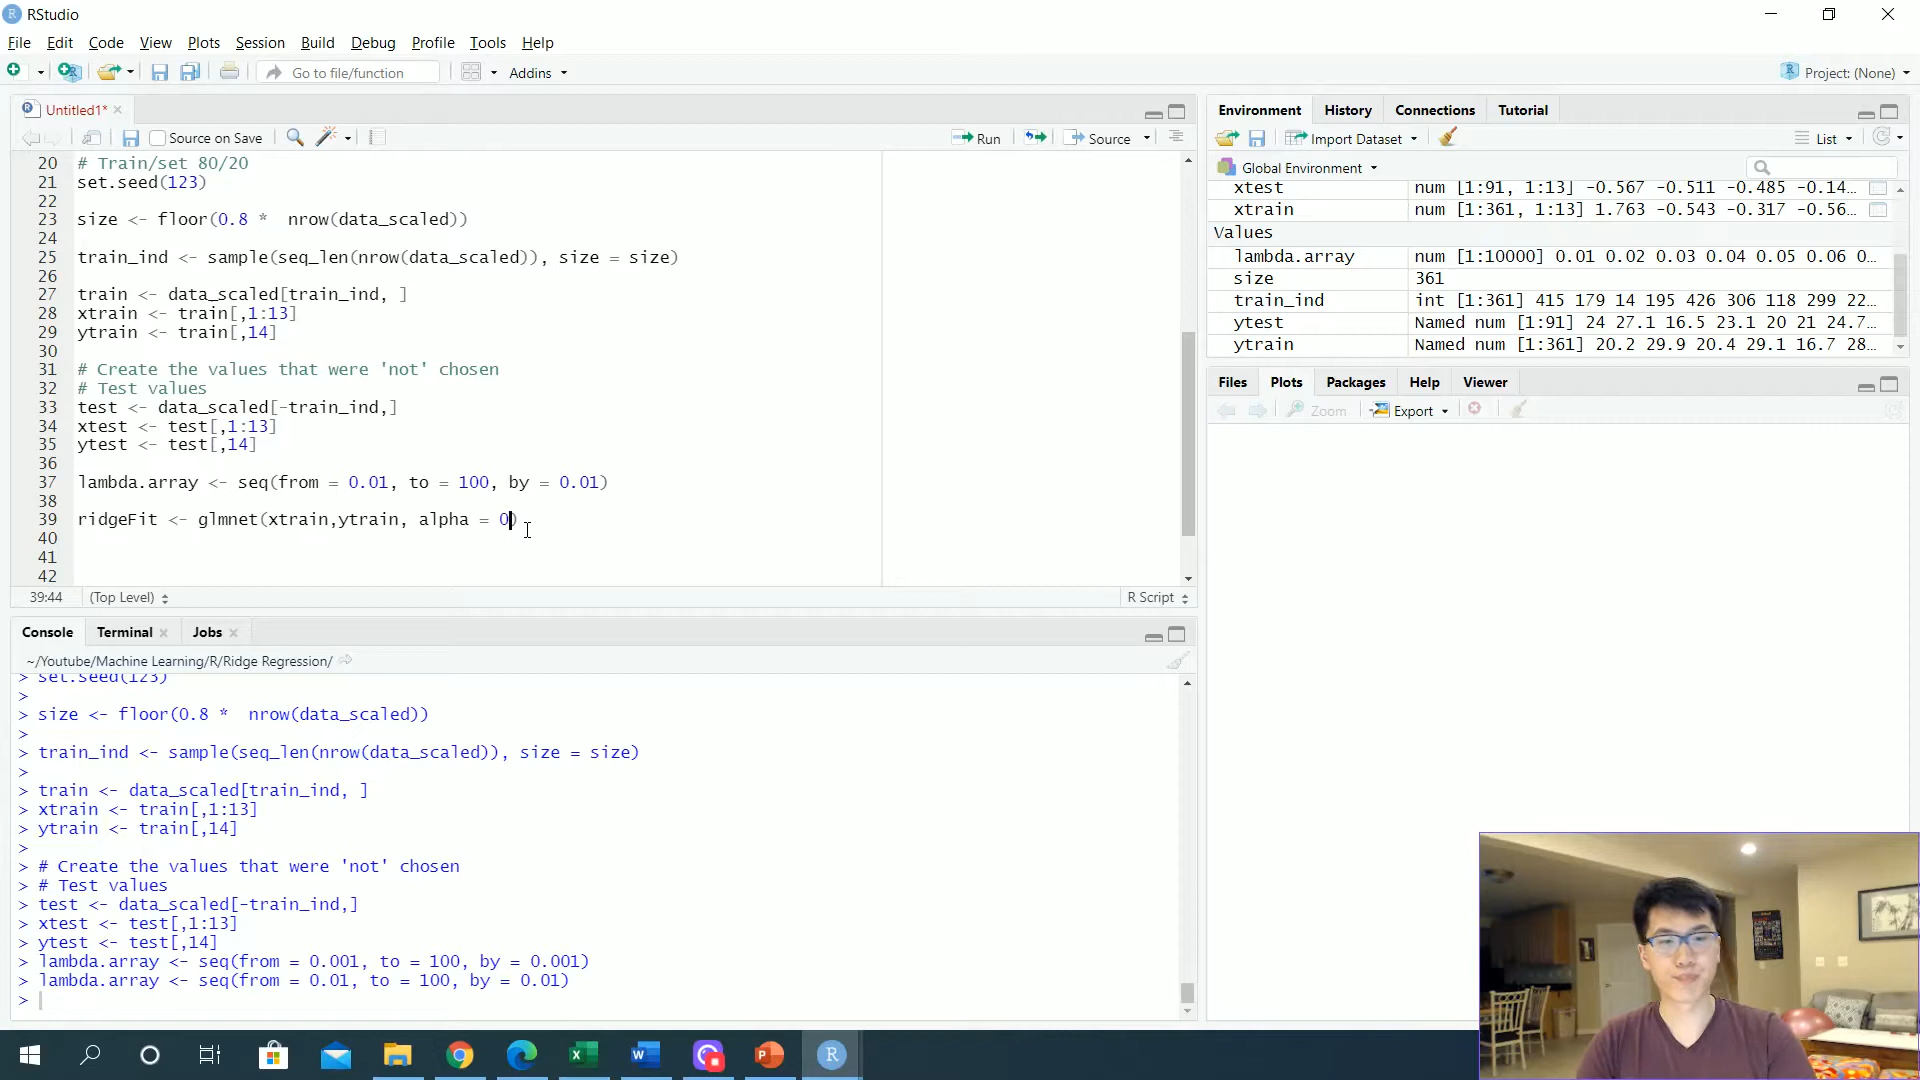 RStudio
File Edit Code View Plots Session Build Debug Profile Tools Help
Go to file/function Addins Project: (None)
Untitled1*
Source on Save Run Source
20 # Train/set 80/20
21 set.seed(123)
22
23 size <- floor(0.8 *  nrow(data_scaled))
24
25 train_ind <- sample(seq_len(nrow(data_scaled)), size = size)
26
27 train <- data_scaled[train_ind, ]
28 xtrain <- train[,1:13]
29 ytrain <- train[,14]
30
31 # Create the values that were 'not' chosen
32 # Test values
33 test <- data_scaled[-train_ind,]
34 xtest <- test[,1:13]
35 ytest <- test[,14]
36
37 lambda.array <- seq(from = 0.01, to = 100, by = 0.01)
38
39 ridgeFit <- glmnet(xtrain,ytrain, alpha = 0)
40
41
42
39:44 (Top Level) R Script
Console Terminal Jobs
~/Youtube/Machine Learning/R/Ridge Regression/
> set.seed(123)
>
> size <- floor(0.8 *  nrow(data_scaled))
>
> train_ind <- sample(seq_len(nrow(data_scaled)), size = size)
>
> train <- data_scaled[train_ind, ]
> xtrain <- train[,1:13]
> ytrain <- train[,14]
>
> # Create the values that were 'not' chosen
> # Test values
> test <- data_scaled[-train_ind,]
> xtest <- test[,1:13]
> ytest <- test[,14]
> lambda.array <- seq(from = 0.001, to = 100, by = 0.001)
> lambda.array <- seq(from = 0.01, to = 100, by = 0.01)
>
Environment History Connections Tutorial
Import Dataset List
Global Environment
xtest num [1:91, 1:13] -0.567 -0.511 -0.485 -0.14...
xtrain num [1:361, 1:13] 1.763 -0.543 -0.317 -0.56...
Values
lambda.array num [1:10000] 0.01 0.02 0.03 0.04 0.05 0.06 0...
size 361
train_ind int [1:361] 415 179 14 195 426 306 118 299 22...
ytest Named num [1:91] 24 27.1 16.5 23.1 20 21 24.7...
ytrain Named num [1:361] 20.2 29.9 20.4 29.1 16.7 28...
Files Plots Packages Help Viewer
Zoom Export